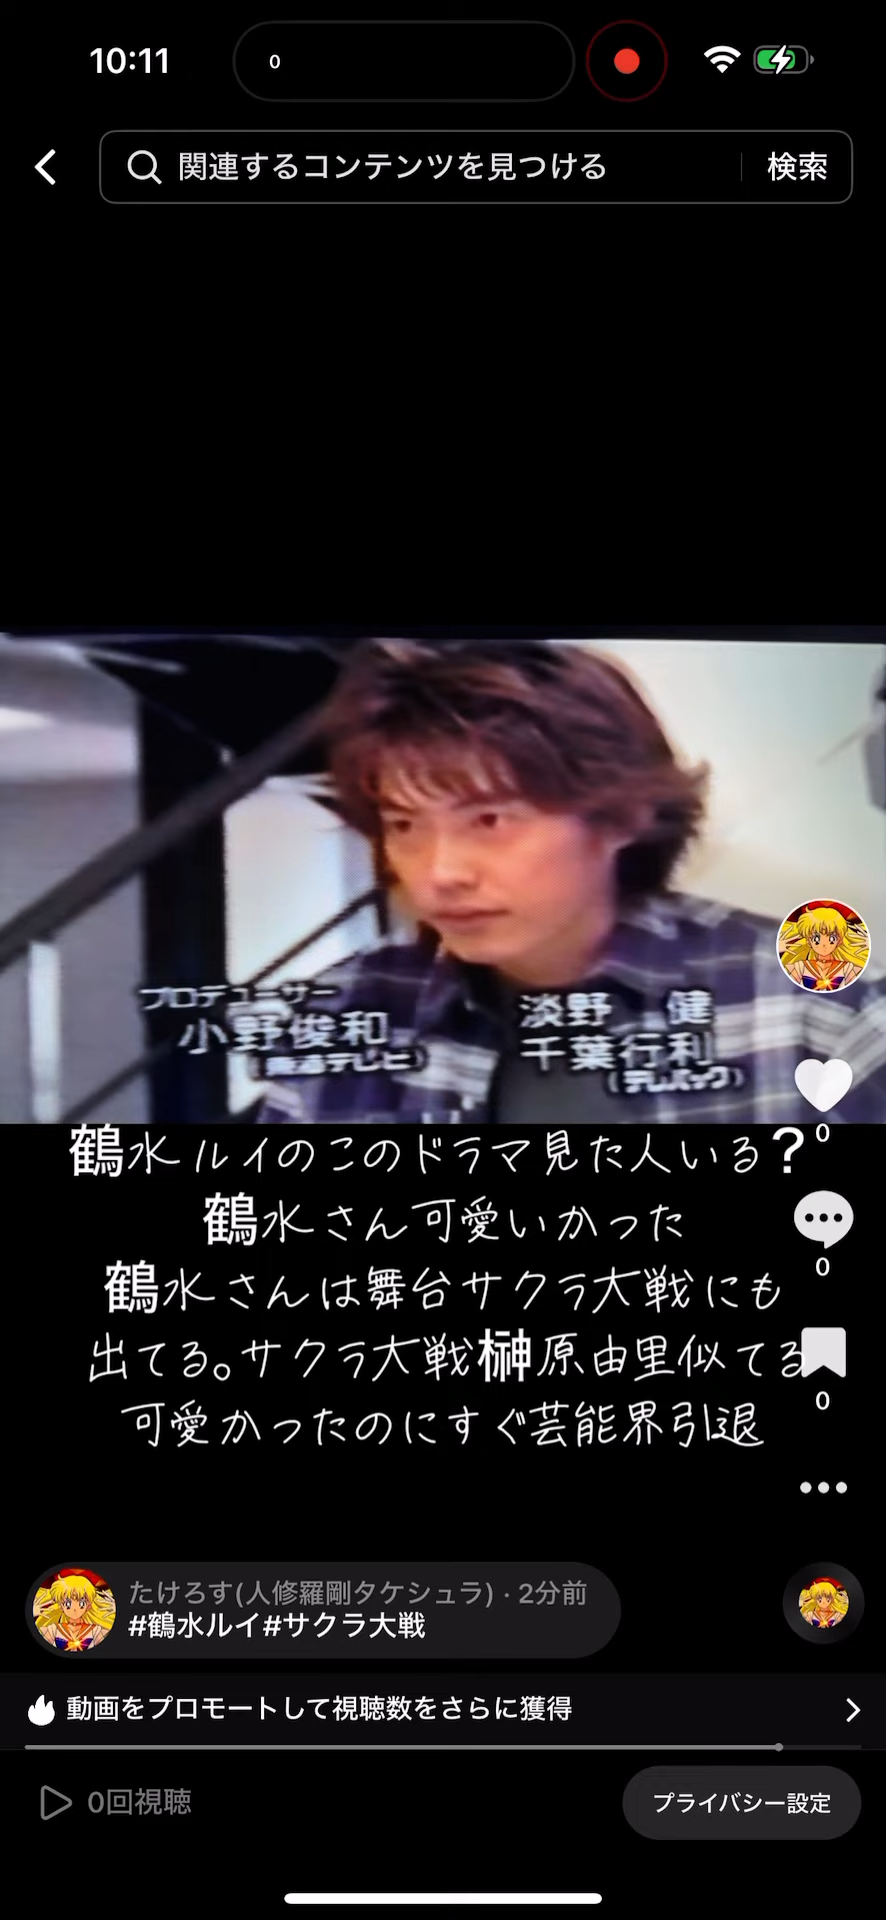 10:11
0
関連するコンテンツを見つける
検索
プロデューサー
小野俊和
淡野 健
千葉行利
(テレパック)
鶴水ルイのこのドラマ見た人いる?
鶴水さん可愛いかった
鶴水さんは舞台サクラ大戦にも
出てる。サクラ大戦榊原由里似てる
可愛かったのにすぐ芸能界引退
0
0
0
たけろす(人修羅剛タケシュラ)・2分前
#鶴水ルイ#サクラ大戦
動画をプロモートして視聴数をさらに獲得
0回視聴
プライバシー設定